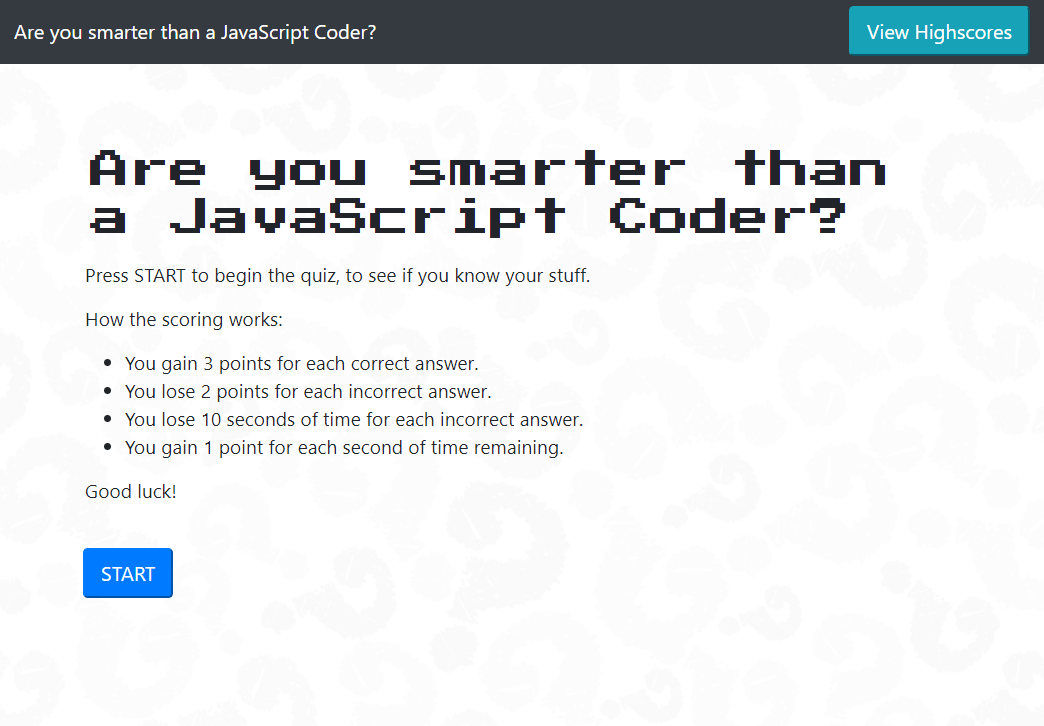 Are you smarter than a JavaScript Coder?
View Highscores
Are you smarter than
a JavaScript Coder?
Press START to begin the quiz, to see if you know your stuff.
How the scoring works:
You gain 3 points for each correct answer.
You lose 2 points for each incorrect answer.
You lose 10 seconds of time for each incorrect answer.
You gain 1 point for each second of time remaining.
Good luck!
START